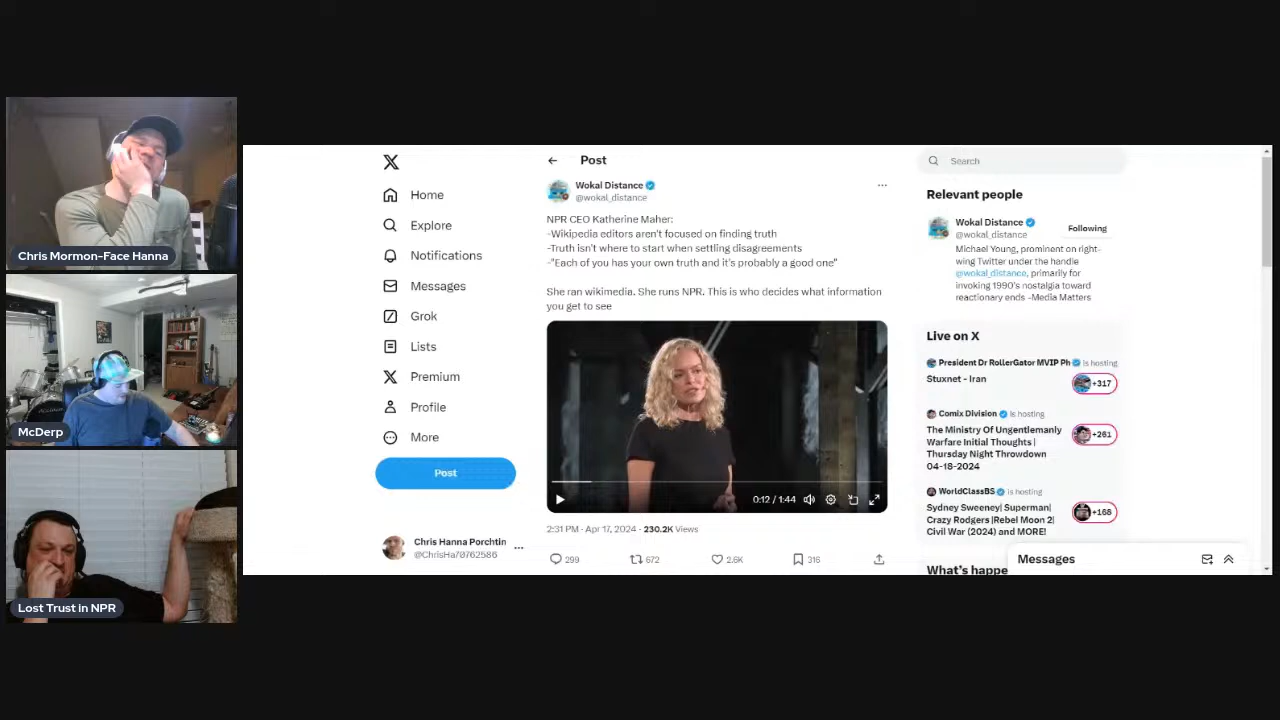 Chris Mormon-Face Hanna
McDerp
Lost Trust in NPR
Home
Explore
Notifications
Messages
Grok
Lists
Premium
Profile
More
Post
Chris Hanna Porchtin
@ChrisHa70762586
Post
Wokal Distance
@wokal_distance
NPR CEO Katherine Maher:
-Wikipedia editors aren't focused on finding truth
-Truth isn't where to start when settling disagreements
-"Each of you has your own truth and it's probably a good one"
She ran wikimedia. She runs NPR. This is who decides what information
you get to see
0:12 / 1:44
2:31 PM · Apr 17, 2024 · 230.2K Views
299
672
2.6K
316
Search
Relevant people
Wokal Distance
@wokal_distance
Following
Michael Young, prominent on right-
wing Twitter under the handle
@wokal_distance, primarily for
invoking 1990's nostalgia toward
reactionary ends -Media Matters
Live on X
President Dr RollerGator MVIP Ph is hosting
Stuxnet - Iran
+317
Comix Division is hosting
The Ministry Of Ungentlemanly
Warfare Initial Thoughts |
Thursday Night Throwdown
04-18-2024
+261
WorldClassBS is hosting
Sydney Sweeney| Superman|
Crazy Rodgers |Rebel Moon 2|
Civil War (2024) and MORE!
+168
What's happe
Messages